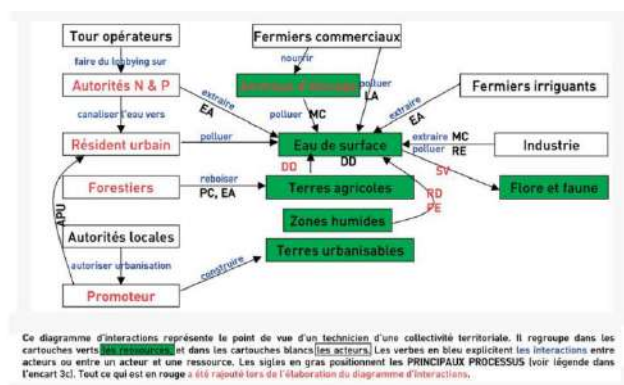 Tour opérateurs
Fermiers commerciaux
faire du lobbying sur
nourrir
Autorités N & P
extraire
EA
polluer
LA
Fermiers irriguants
canaliser l'eau vers
polluer MC
extraire
EA
Résident urbain
polluer
Eau de surface
extraire MC
polluer RE
Industrie
DD
DD
SV
Forestiers
reboiser
PC, EA
Terres agricoles
RD
Flore et faune
APU
Zones humides
Autorités locales
Terres urbanisables
autoriser urbanisation
construire
Promoteur
Ce diagramme d'interactions représente le point de vue d'un technicien d'une collectivité territoriale. Il regroupe dans les
cartouches verts les ressources, et dans les cartouches blancs les acteurs. Les verbes en bleu explicitent les interactions entre
acteurs ou entre un acteur et une ressource. Les sigles en gras positionnent les PRINCIPAUX PROCESSUS (voir légende dans
l'encart 3c). Tout ce qui est en rouge a été rajouté lors de l'élaboration du diagramme d'interactions.